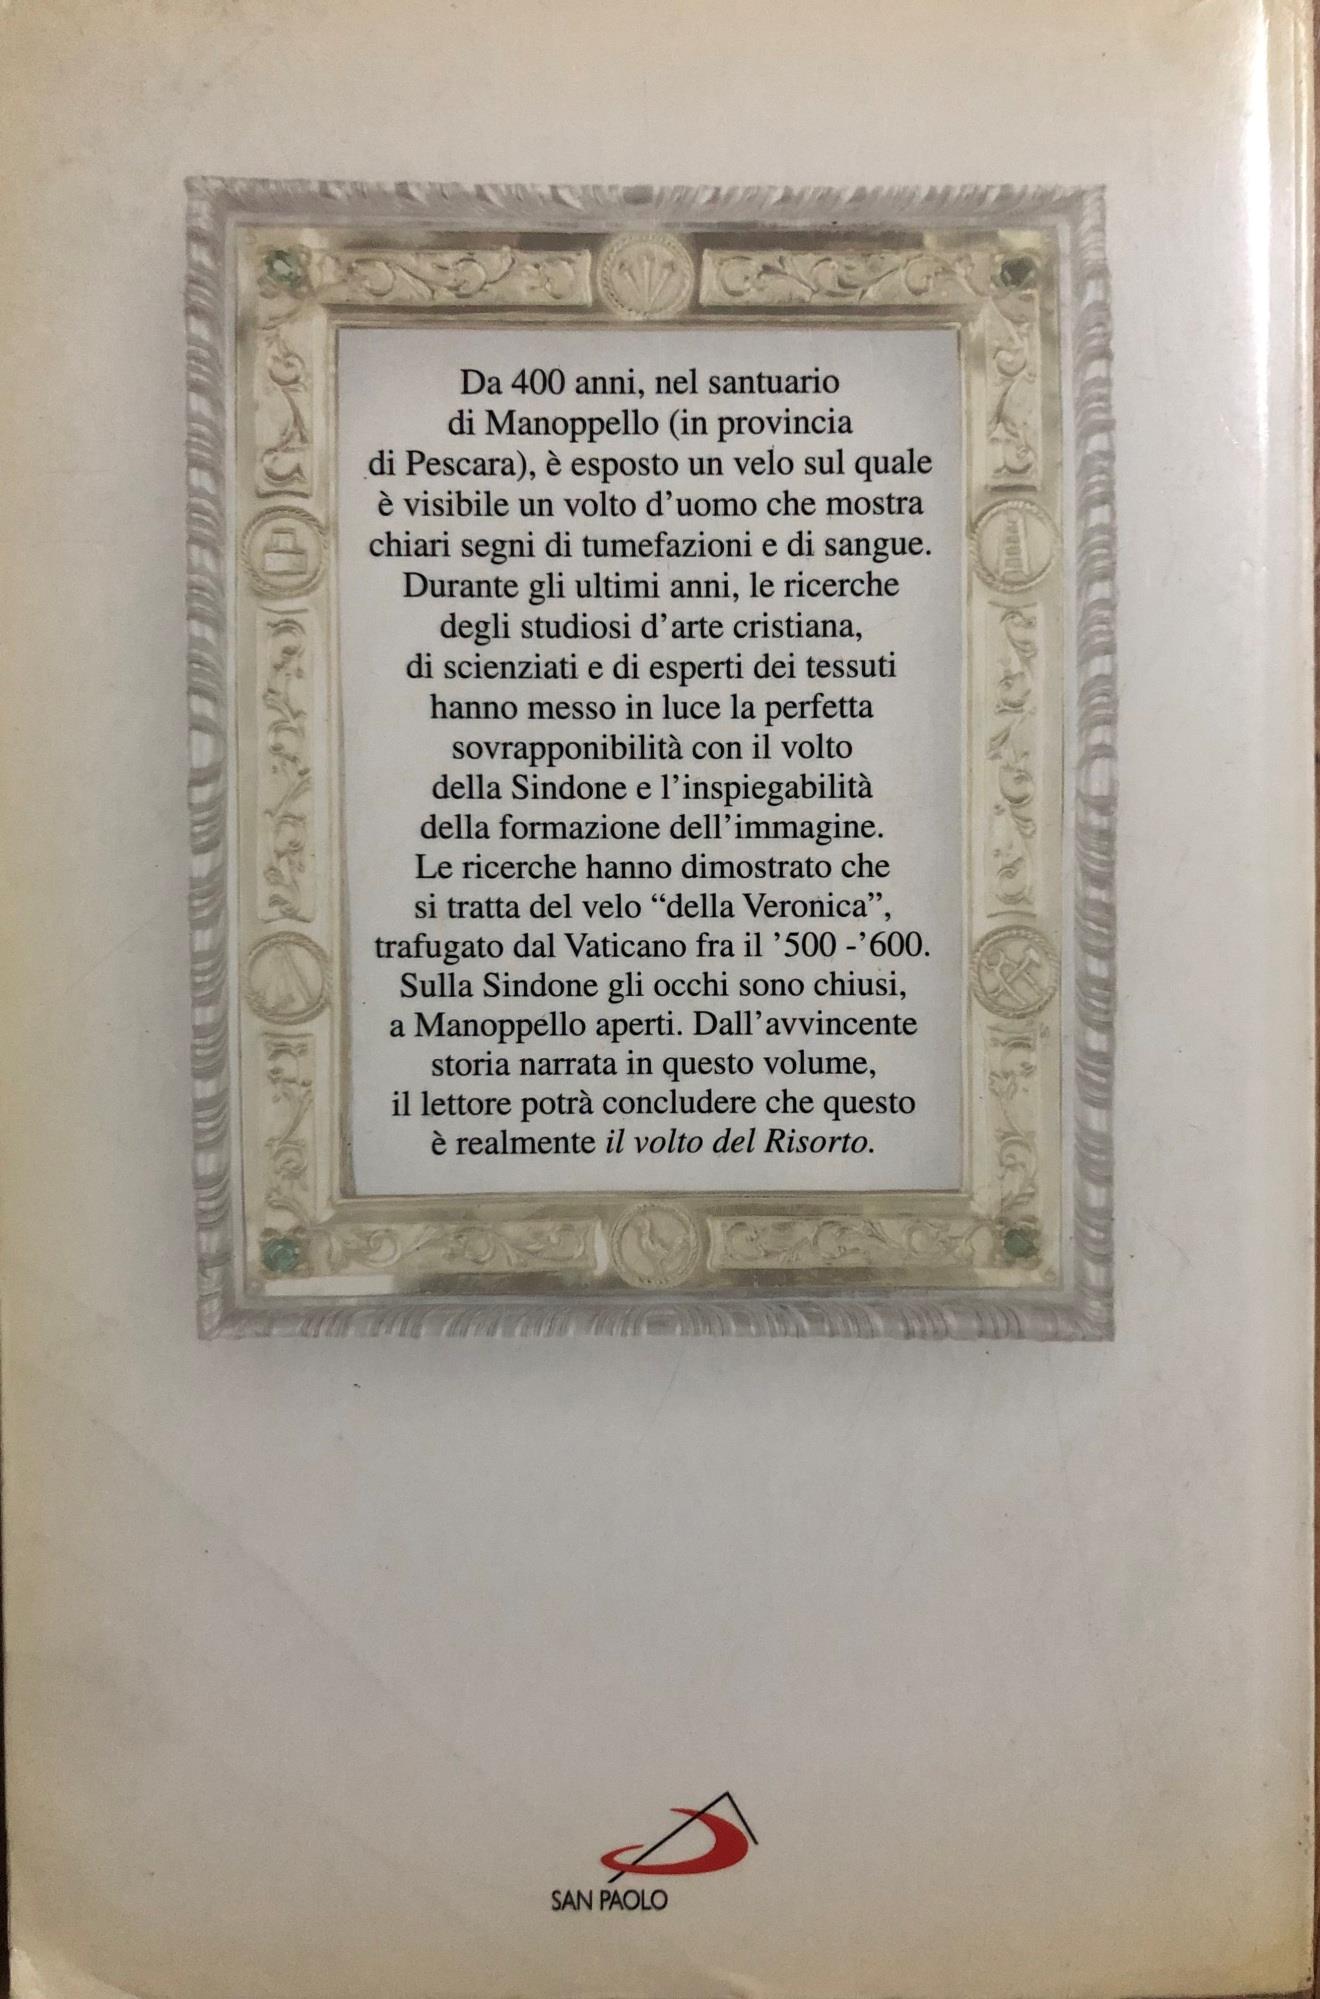 Da 400 anni, nel santuario
di Manoppello (in provincia
di Pescara), è esposto un velo sul quale
è visibile un volto d'uomo che mostra
chiari segni di tumefazioni e di sangue.
Durante gli ultimi anni, le ricerche
degli studiosi d'arte cristiana,
di scienziati e di esperti dei tessuti
hanno messo in luce la perfetta
sovrapponibilità con il volto
della Sindone e l'inspiegabilità
della formazione dell'immagine.
Le ricerche hanno dimostrato che
si tratta del velo “della Veronica”,
trafugato dal Vaticano fra il '500 -'600.
Sulla Sindone gli occhi sono chiusi,
a Manoppello aperti. Dall'avvincente
storia narrata in questo volume,
il lettore potrà concludere che questo
è realmente il volto del Risorto.
SAN PAOLO